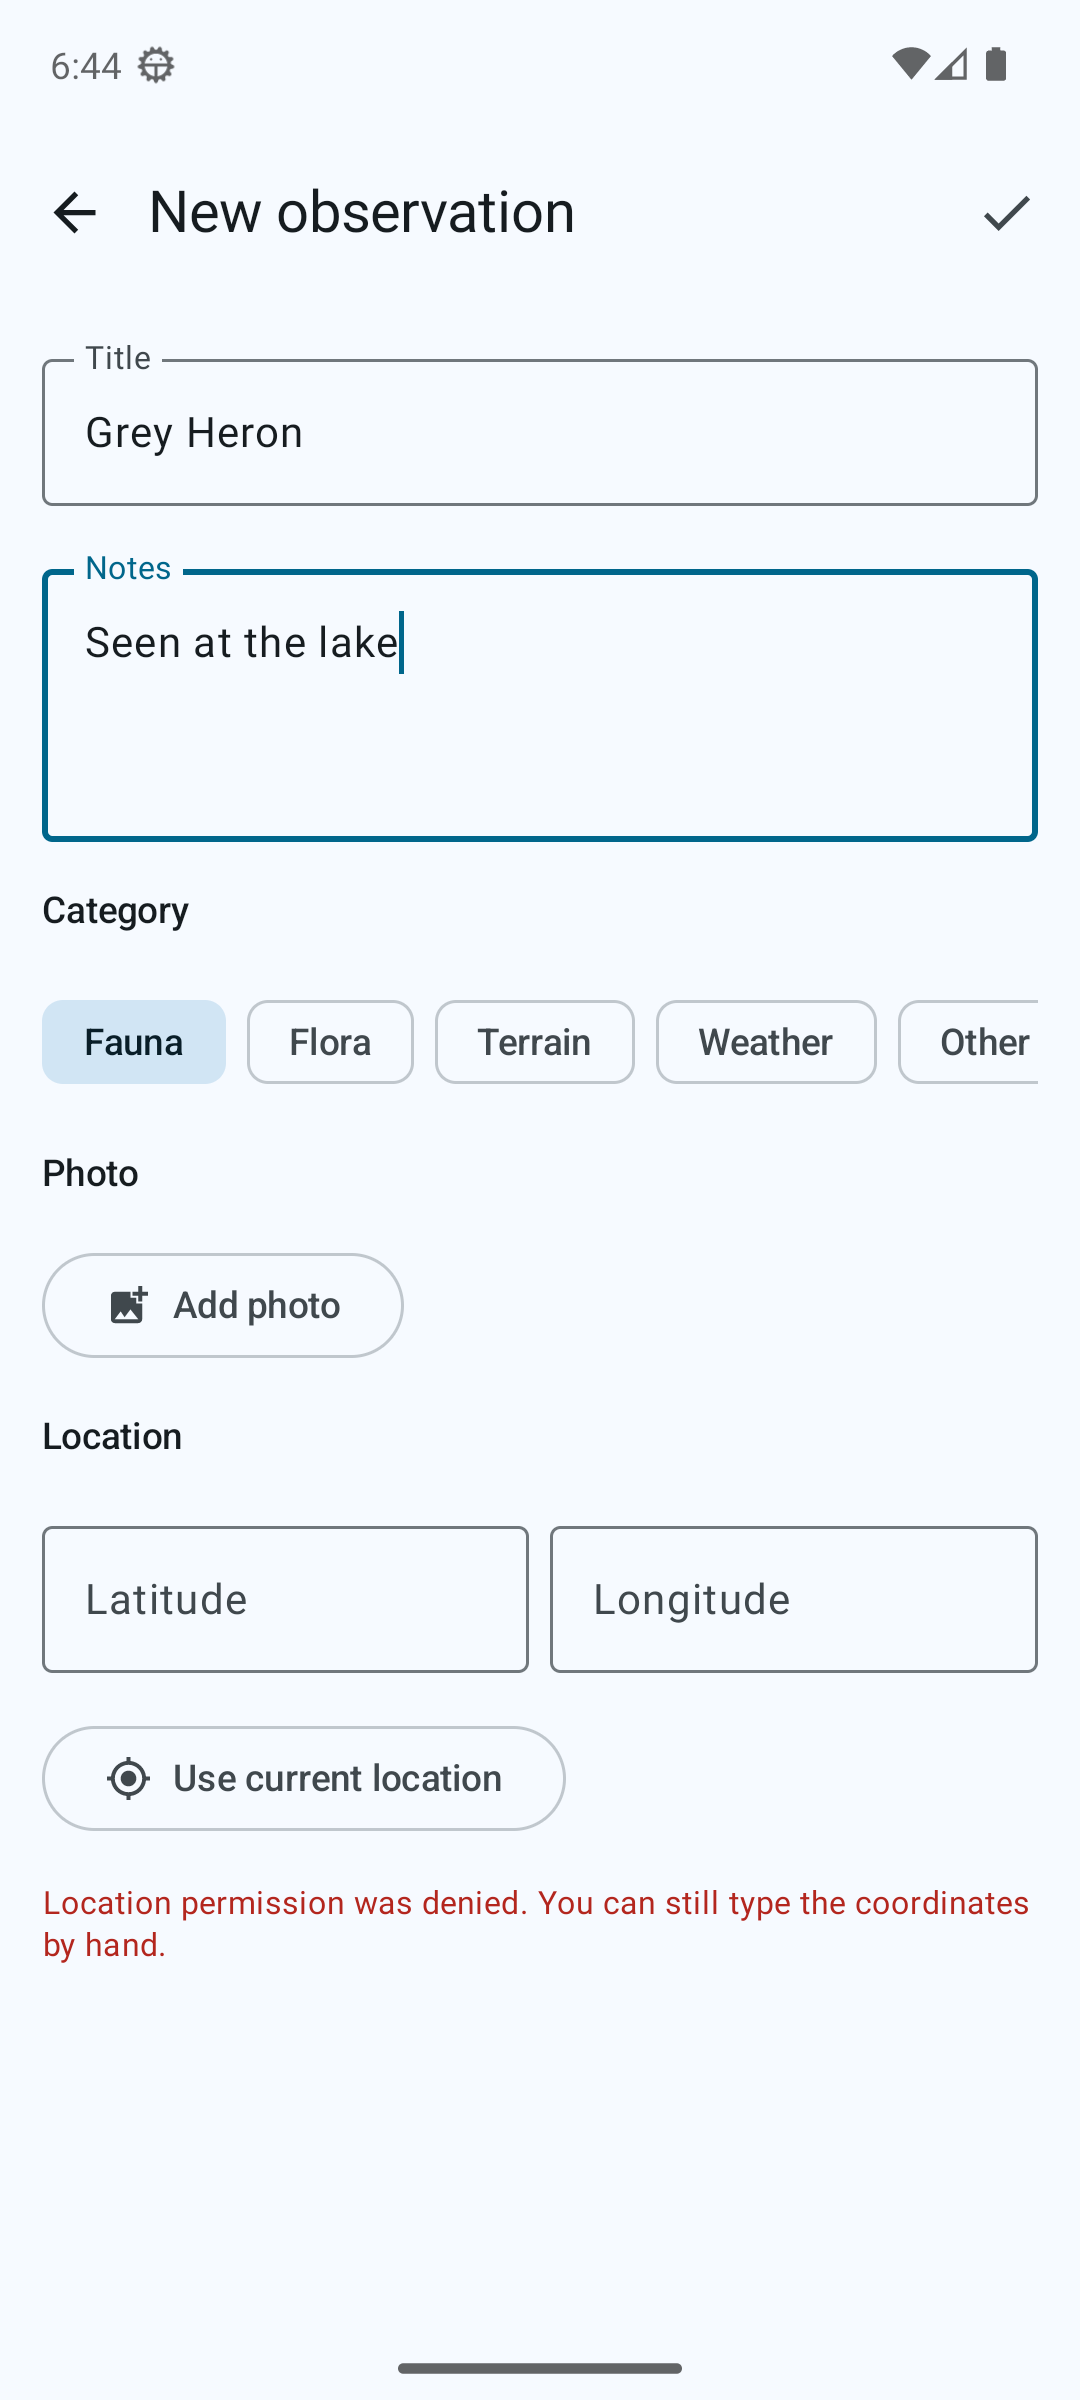 6:44
New observation
Title
Grey Heron
Notes
Seen at the lake
Category
Fauna Flora Terrain Weather Other
Photo
Add photo
Location
Latitude Longitude
Use current location
Location permission was denied. You can still type the coordinates
by hand.